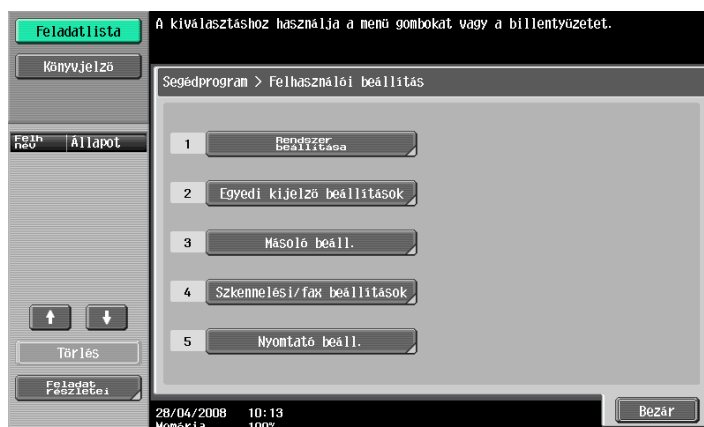 Feladatlista
Könyvjelző
Felh
név
Állapot
Törlés
Feladat
részletei
A kiválasztáshoz használja a menü gombokat vagy a billentyűzetet.
Segédprogram > Felhasználói beállítás
1 Rendszer
beállítása
2 Egyedi kijelző beállítások
3 Másoló beáll.
4 Szkennelési/fax beállítások
5 Nyomtató beáll.
28/04/2008 10:13
Memória 100%
Bezár